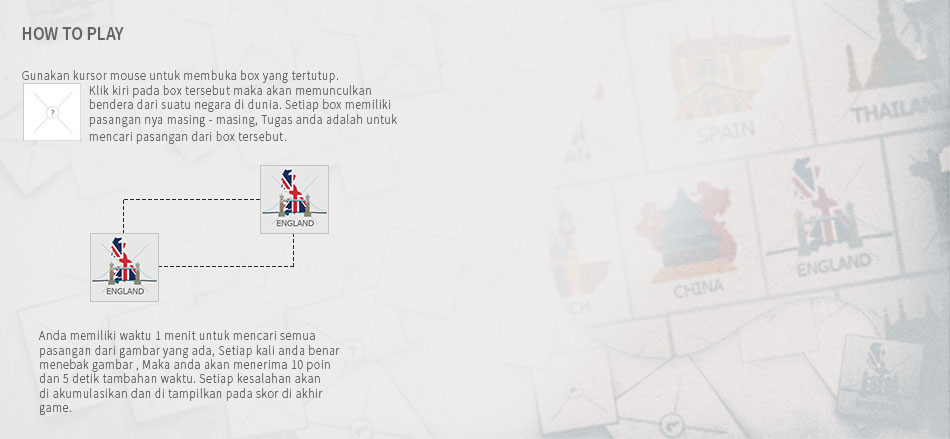 HOW TO PLAY
Gunakan kursor mouse untuk membuka box yang tertutup.
Klik kiri pada box tersebut maka akan memunculkan
bendera dari suatu negara di dunia. Setiap box memiliki
pasangan nya masing - masing, Tugas anda adalah untuk
mencari pasangan dari box tersebut.
?
ENGLAND
ENGLAND
Anda memiliki waktu 1 menit untuk mencari semua
pasangan dari gambar yang ada, Setiap kali anda benar
menebak gambar , Maka anda akan menerima 10 poin
dan 5 detik tambahan waktu. Setiap kesalahan akan
di akumulasikan dan di tampilkan pada skor di akhir
game.
SPAIN
THAILAN
AN
ENGLAND
CHINA
CH